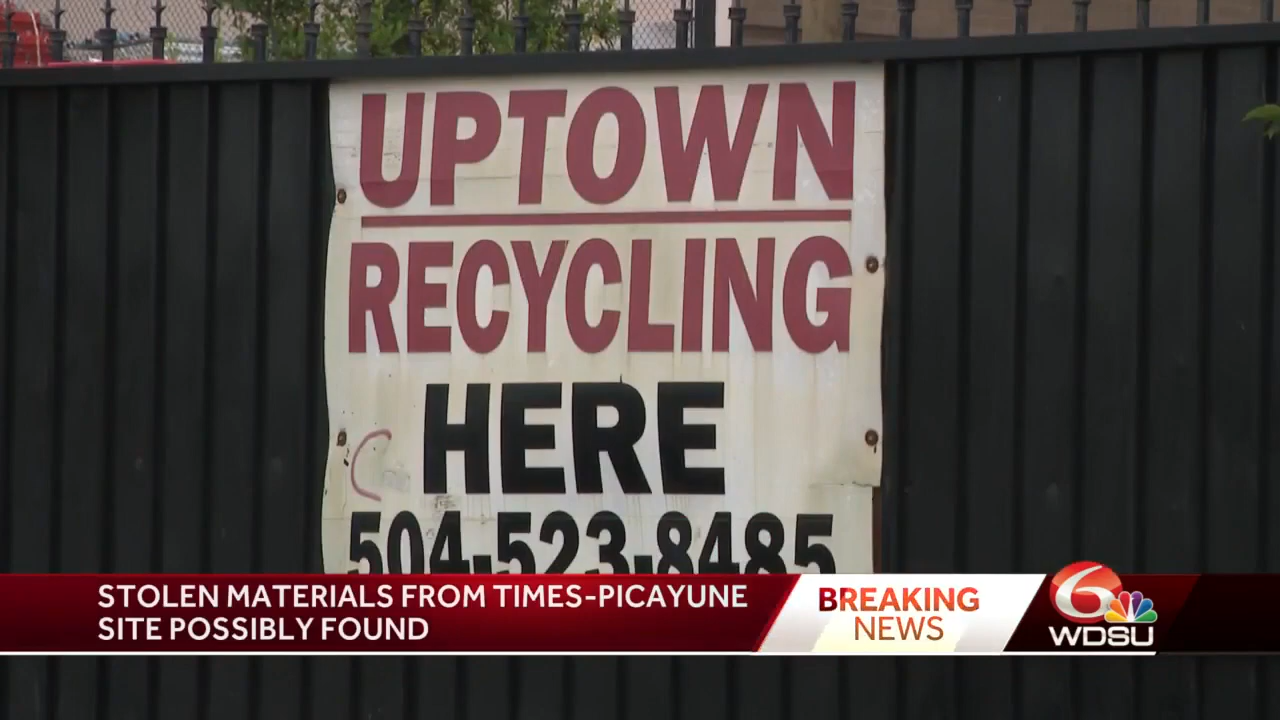 UPTOWN
RECYCLING
HERE
504-523-8485
STOLEN MATERIALS FROM TIMES-PICAYUNE
SITE POSSIBLY FOUND
BREAKING
NEWS
6
WDSU